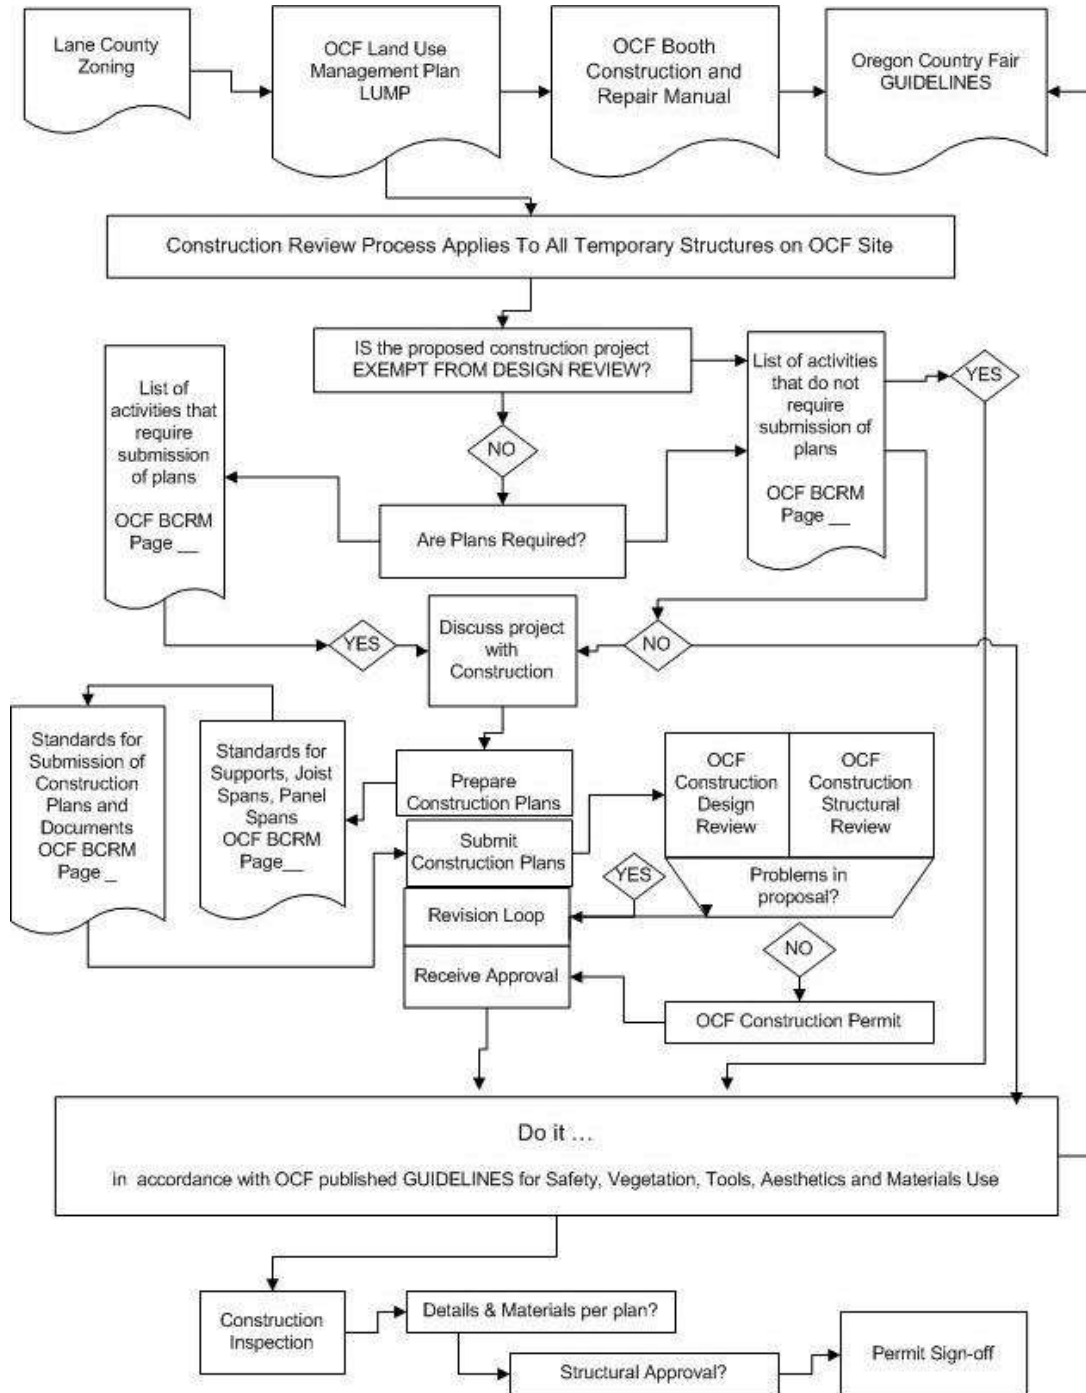 Lane County
Zoning
OCF Land Use
Management Plan
LUMP
OCF Booth
Construction and
Repair Manual
Oregon Country Fair
GUIDELINES
Construction Review Process Applies To All Temporary Structures on OCF Site
IS the proposed construction project
EXEMPT FROM DESIGN REVIEW?
List of activities
that do not
require
submission of
plans
OCF BCRM
Page __
YES
List of
activities that
require
submission
of plans
OCF BCRM
Page __
NO
Are Plans Required?
YES
Discuss project
with
Construction
NO
Standards for
Submission of
Construction
Plans and
Documents
OCF BCRM
Page _
Standards for
Supports, Joist
Spans, Panel
Spans
OCF BCRM
Page__
Prepare
Construction Plans
Submit
Construction Plans
Revision Loop
Receive Approval
OCF
Construction
Design
Review
OCF
Construction
Structural
Review
YES
Problems in
proposal?
NO
OCF Construction Permit
Do it ...
in accordance with OCF published GUIDELINES for Safety, Vegetation, Tools, Aesthetics and Materials Use
Construction
Inspection
Details & Materials per plan?
Structural Approval?
Permit Sign-off